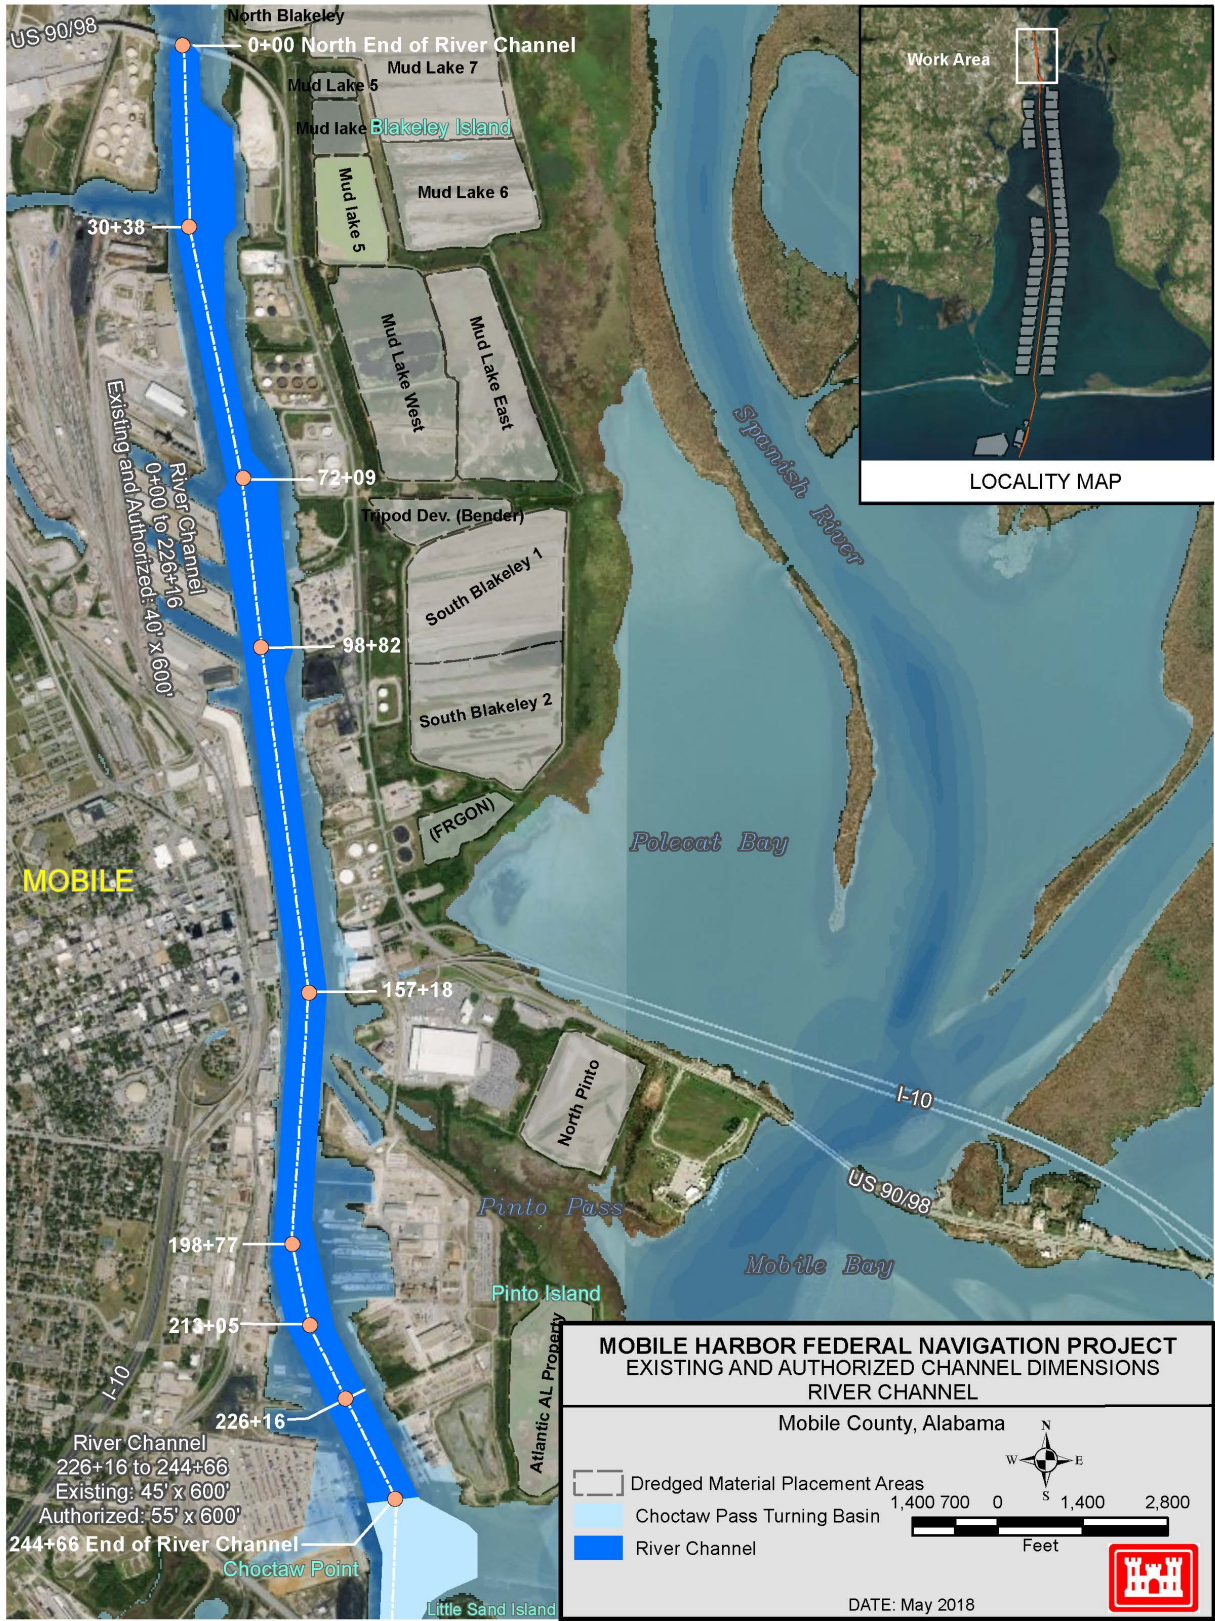 US 90/98
North Blakeley
0+00 North End of River Channel
Mud Lake 7
Mud Lake 5
Mud lake
Blakeley Island
Mud Lake 6
Mud lake 5
30+38
Mud Lake West
Mud Lake East
Work Area
LOCALITY MAP
Spanish River
72+09
River Channel
0+00 to 226+16
Existing and Authorized: 40' x 600'
Tripod Dev. (Bender)
South Blakeley 1
98+82
South Blakeley 2
(FRGON)
Polecat Bay
MOBILE
157+18
I-10
North Pinto
US 90/98
Pinto Pass
198+77
Mobile Bay
Pinto Island
213+05
Atlantic AL Property
I-10
226+16
River Channel
226+16 to 244+66
Existing: 45' x 600'
Authorized: 55' x 600'
244+66 End of River Channel
Choctaw Point
Little Sand Island
MOBILE HARBOR FEDERAL NAVIGATION PROJECT
EXISTING AND AUTHORIZED CHANNEL DIMENSIONS
RIVER CHANNEL
Mobile County, Alabama
N
W E
S
Dredged Material Placement Areas
Choctaw Pass Turning Basin
River Channel
1,400 700 0 1,400 2,800
Feet
DATE: May 2018